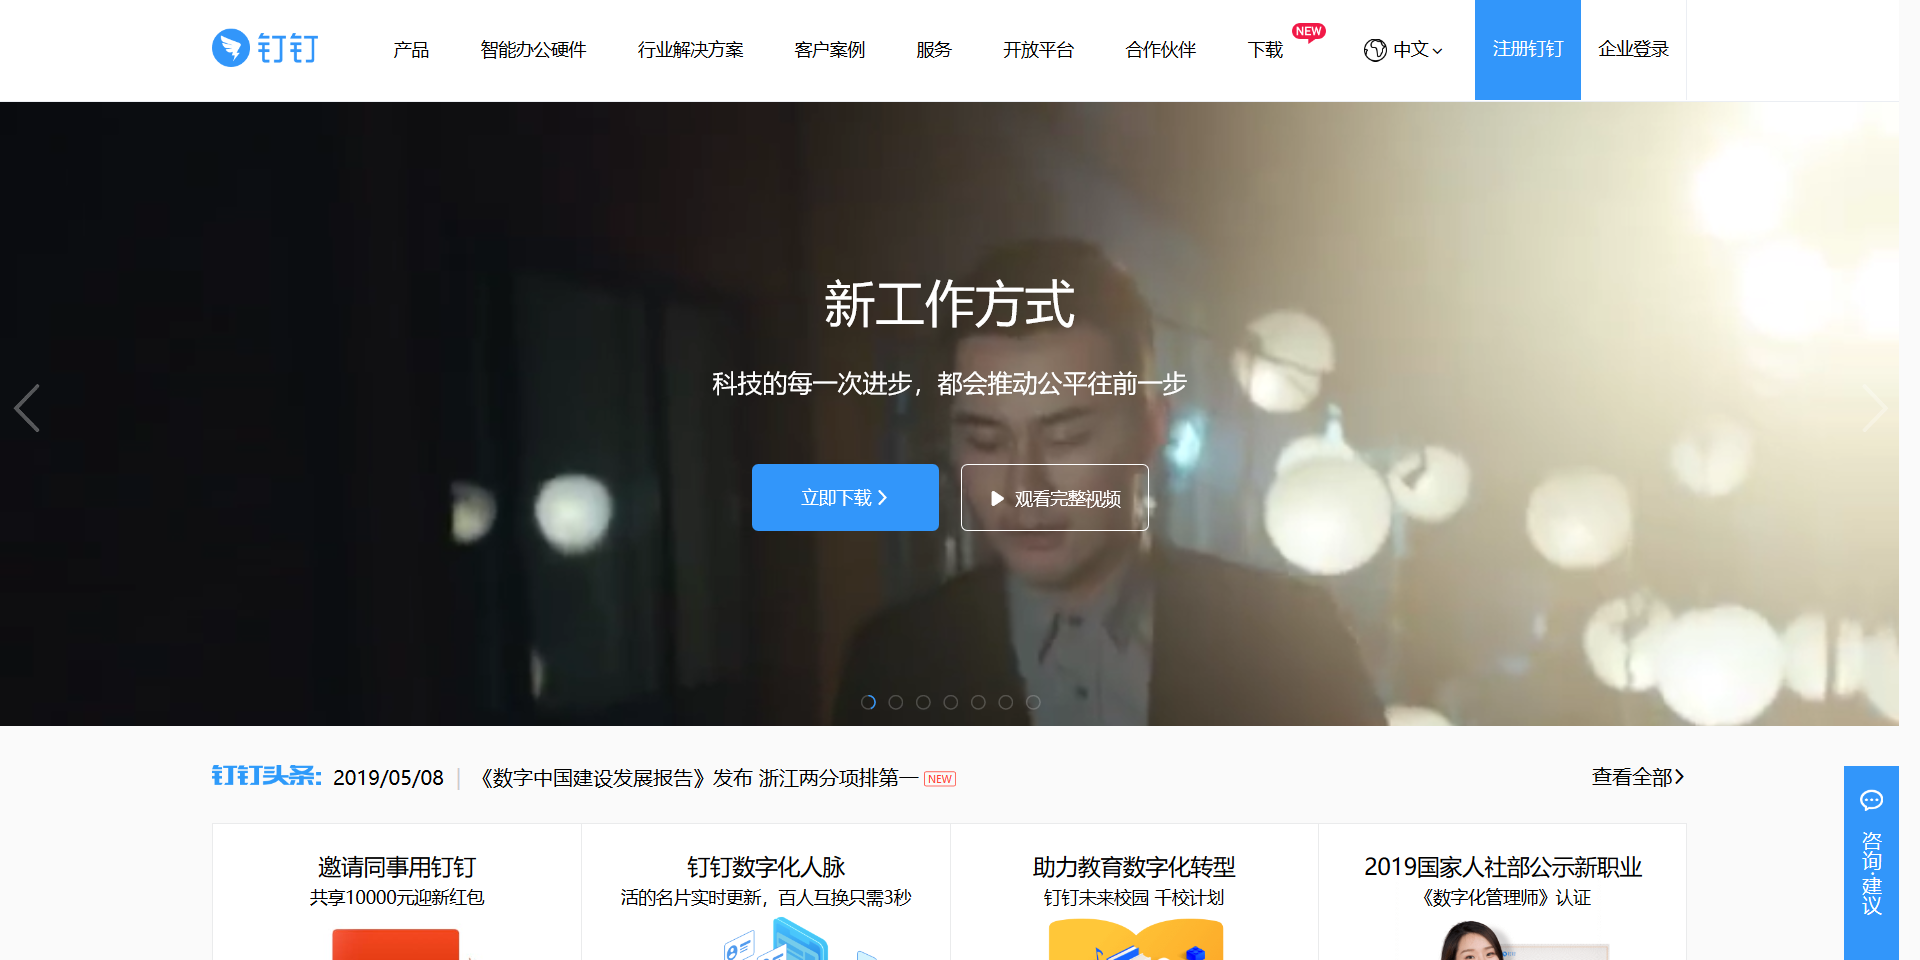 钉钉
产品 智能办公硬件 行业解决方案 客户案例 服务 开放平台 合作伙伴 下载 NEW 中文 注册钉钉 企业登录
新工作方式
科技的每一次进步，都会推动公平往前一步
立即下载 观看完整视频
钉钉头条: 2019/05/08 《数字中国建设发展报告》发布 浙江两分项排第一 NEW 查看全部
邀请同事用钉钉
共享10000元迎新红包
钉钉数字化人脉
活的名片实时更新，百人互换只需3秒
助力教育数字化转型
钉钉未来校园 千校计划
2019国家人社部公示新职业
《数字化管理师》认证
咨询·建议